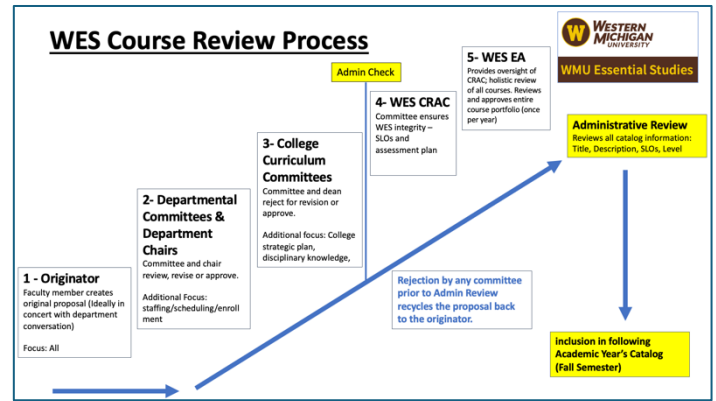 WES Course Review Process
WESTERN
MICHIGAN
UNIVERSITY
WMU Essential Studies
Admin Check
5- WES EA
Provides oversight of
CRAC; holistic review
of all courses. Reviews
and approves entire
course portfolio (once
per year)
4- WES CRAC
Committee ensures
WES integrity –
SLOs and
assessment plan
Administrative Review
Reviews all catalog information:
Title, Description, SLOs, Level
3- College
Curriculum
Committees
Committee and dean
reject for revision or
approve.
Additional focus: College
strategic plan,
disciplinary knowledge,
2- Departmental
Committees &
Department
Chairs
Committee and chair
review, revise or approve.
Additional Focus:
staffing/scheduling/enroll
ment
1 - Originator
Faculty member creates
original proposal (Ideally in
concert with department
conversation)
Focus: All
Rejection by any committee
prior to Admin Review
recycles the proposal back
to the originator.
inclusion in following
Academic Year's Catalog
(Fall Semester)